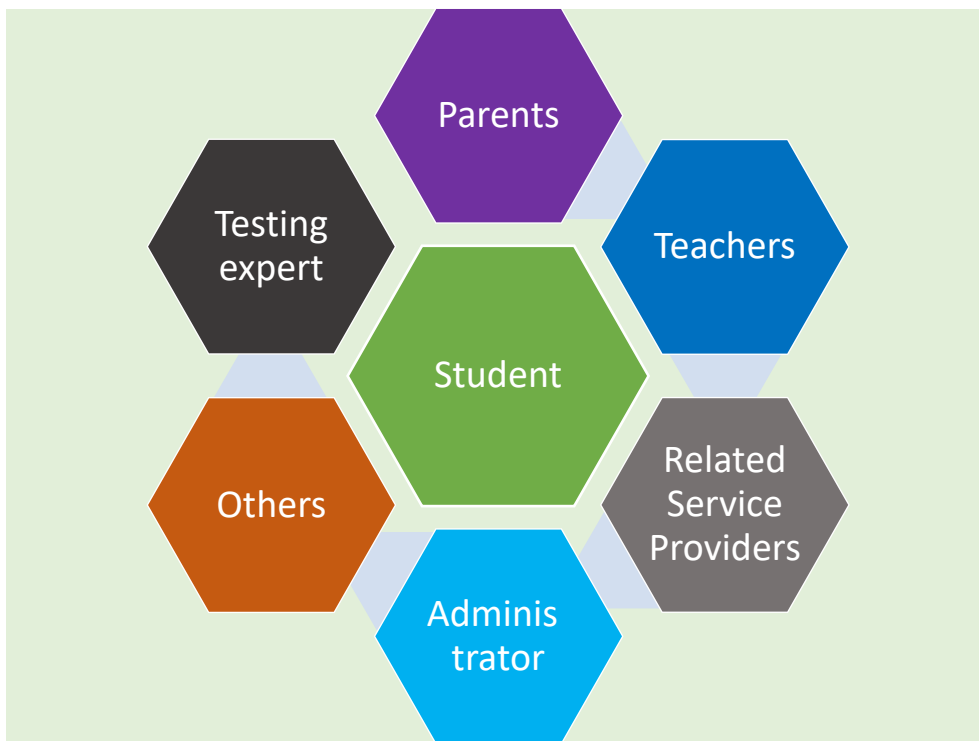 Parents
Testing
expert
Teachers
Student
Others
Related
Service
Providers
Adminis
trator